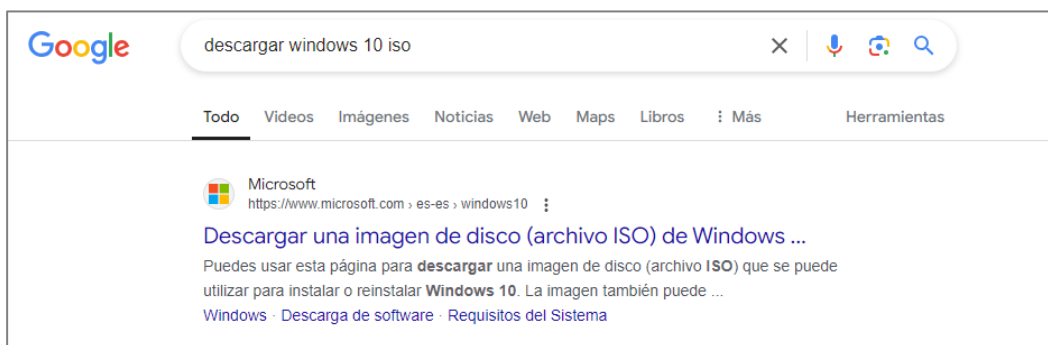 Google descargar windows 10 iso
Todo Videos Imágenes Noticias Web Maps Libros Más Herramientas
Microsoft
https://www.microsoft.com › es-es › windows10
Descargar una imagen de disco (archivo ISO) de Windows ...
Puedes usar esta página para descargar una imagen de disco (archivo ISO) que se puede
utilizar para instalar o reinstalar Windows 10. La imagen también puede ...
Windows · Descarga de software · Requisitos del Sistema